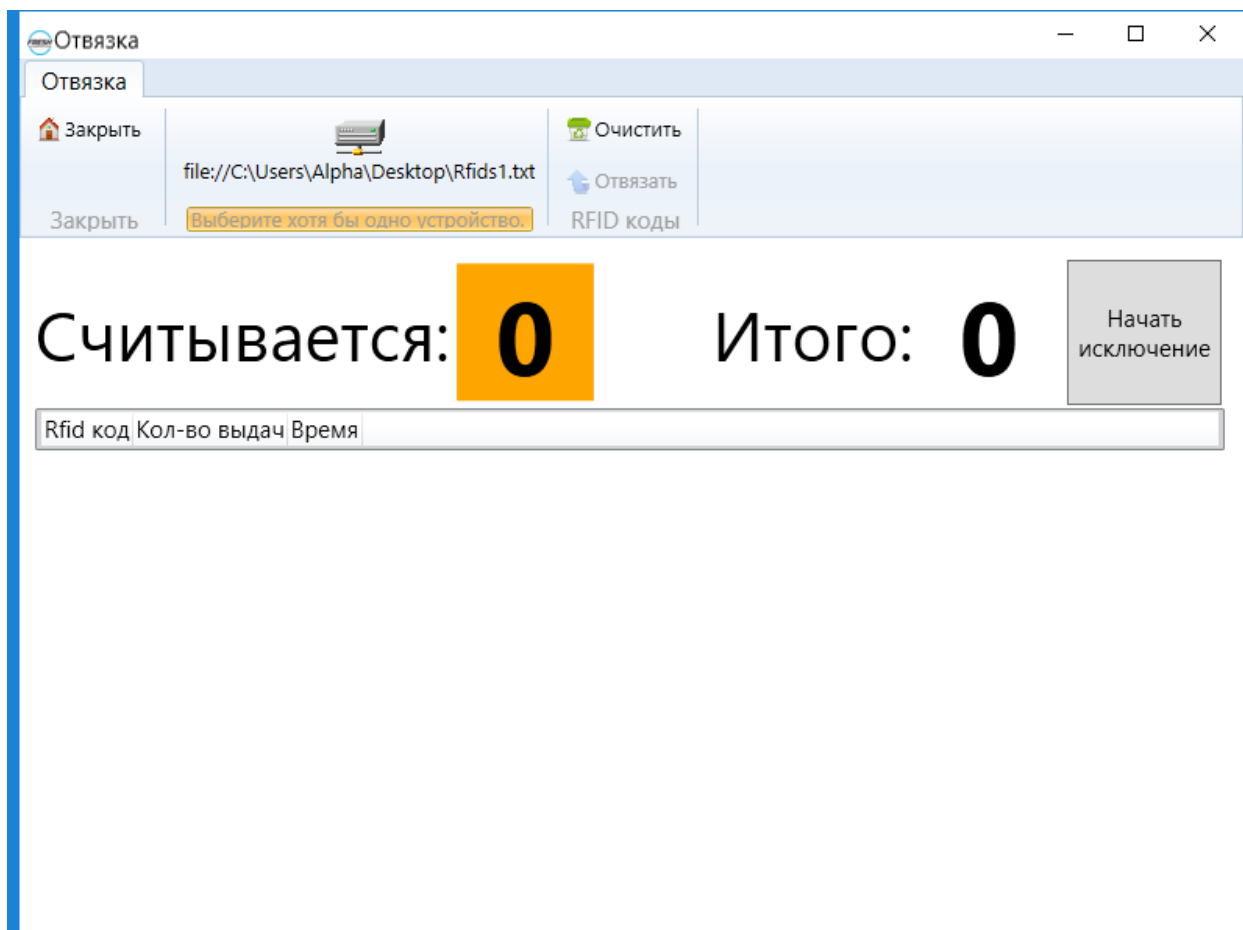 FRESH Отвязка
Отвязка
Закрыть
Закрыть
file://C:\Users\Alpha\Desktop\Rfids1.txt
Выберите хотя бы одно устройство.
Очистить
Отвязать
RFID коды
Считывается: 0
Итого: 0
Начать
исключение
Rfid код Кол-во выдач Время